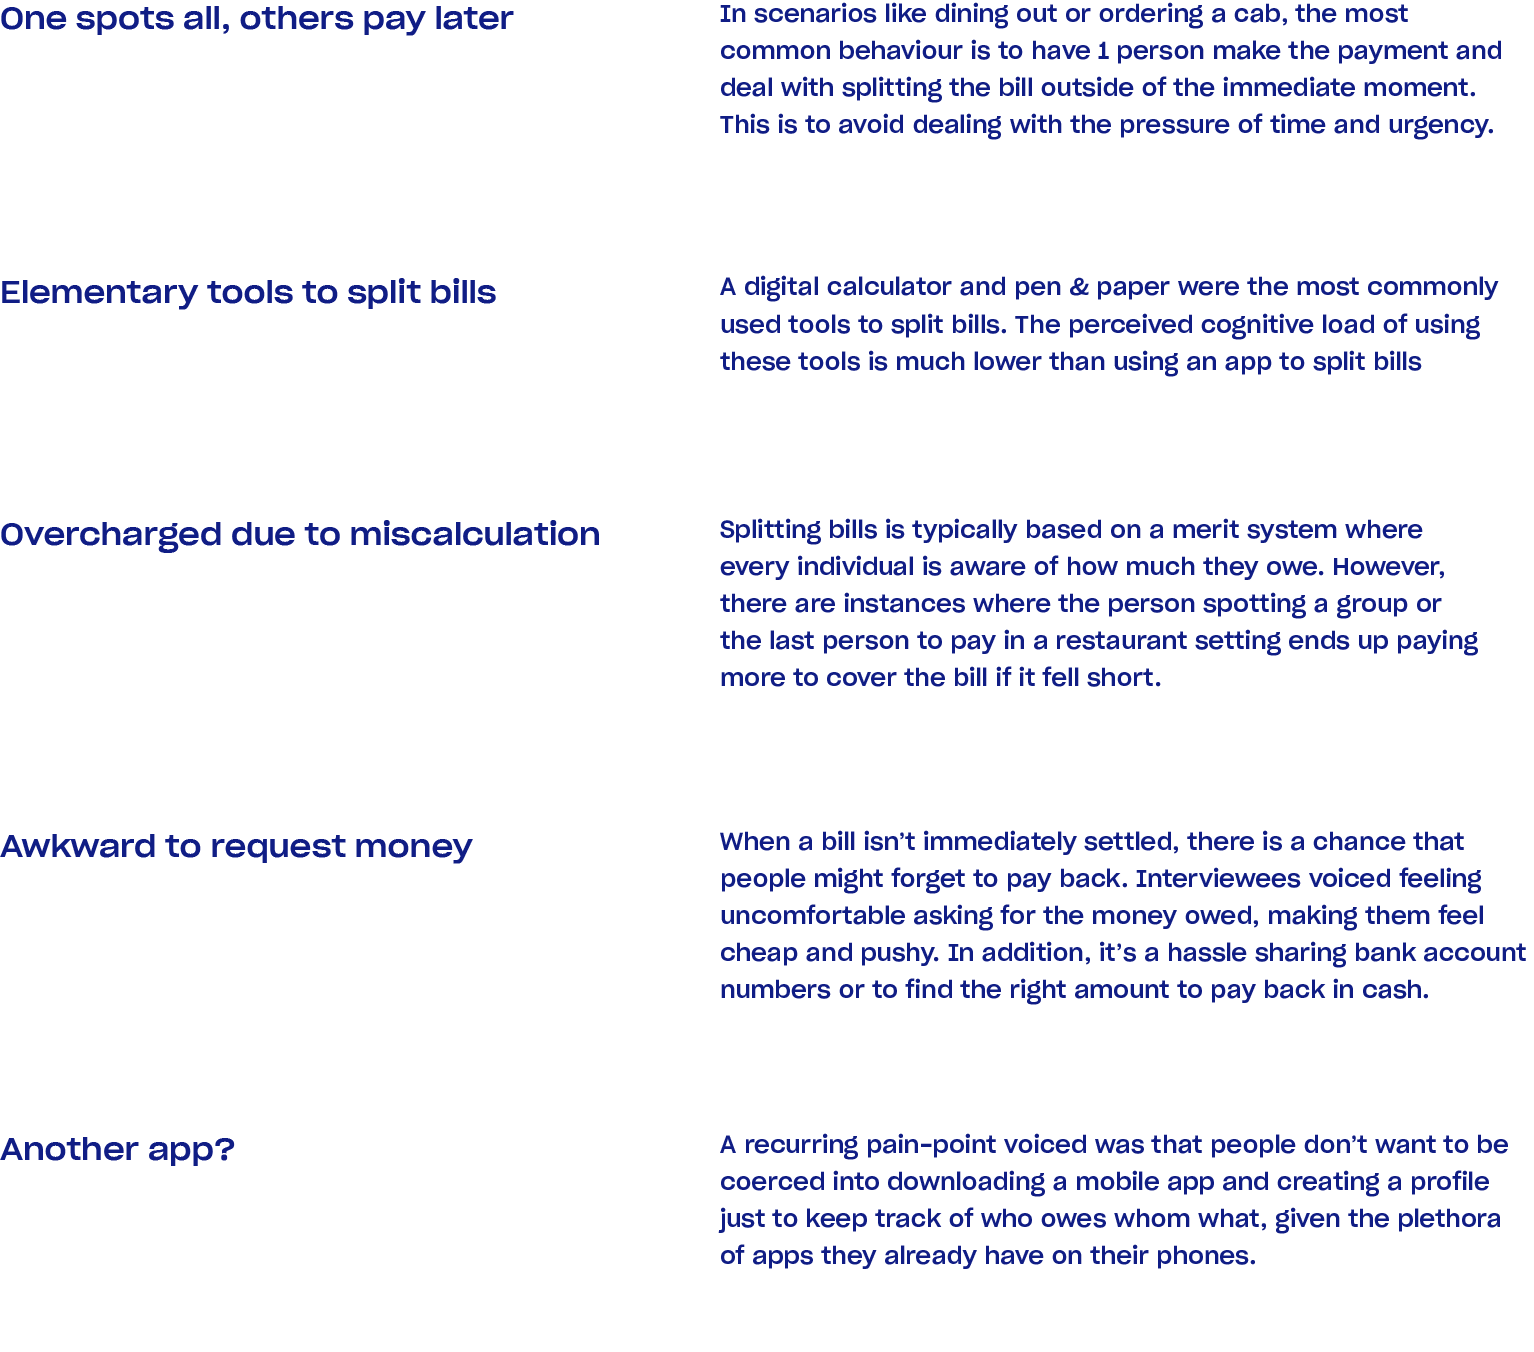 One spots all, others pay later
In scenarios like dining out or ordering a cab, the most
common behaviour is to have 1 person make the payment and
deal with splitting the bill outside of the immediate moment.
This is to avoid dealing with the pressure of time and urgency.
Elementary tools to split bills
A digital calculator and pen & paper were the most commonly
used tools to split bills. The perceived cognitive load of using
these tools is much lower than using an app to split bills
Overcharged due to miscalculation
Splitting bills is typically based on a merit system where
every individual is aware of how much they owe. However,
there are instances where the person spotting a group or
the last person to pay in a restaurant setting ends up paying
more to cover the bill if it fell short.
Awkward to request money
When a bill isn’t immediately settled, there is a chance that
people might forget to pay back. Interviewees voiced feeling
uncomfortable asking for the money owed, making them feel
cheap and pushy. In addition, it’s a hassle sharing bank account
numbers or to find the right amount to pay back in cash.
Another app?
A recurring pain-point voiced was that people don’t want to be
coerced into downloading a mobile app and creating a profile
just to keep track of who owes whom what, given the plethora
of apps they already have on their phones.